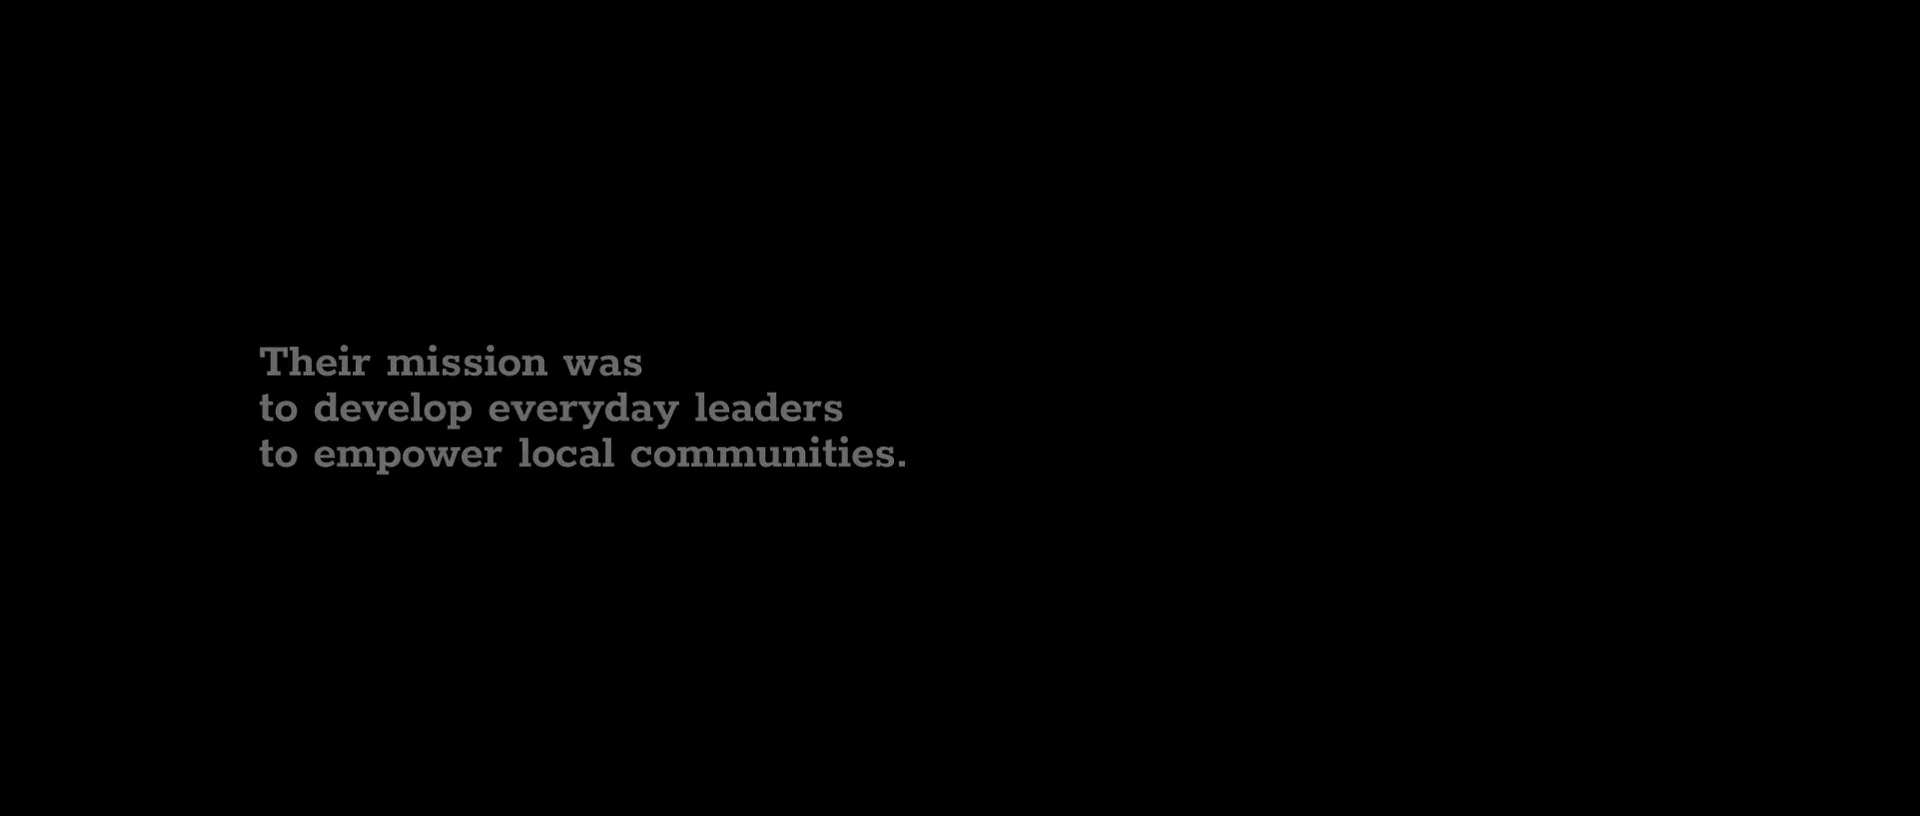 Their mission was
to develop everyday leaders
to empower local communities.